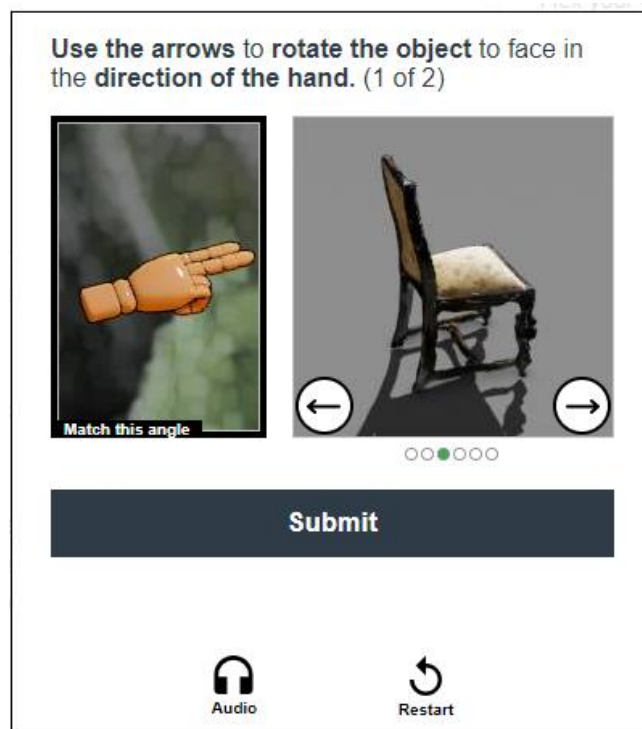 Use the arrows to rotate the object to face in
the direction of the hand. (1 of 2)
Match this angle
Submit
Audio
Restart